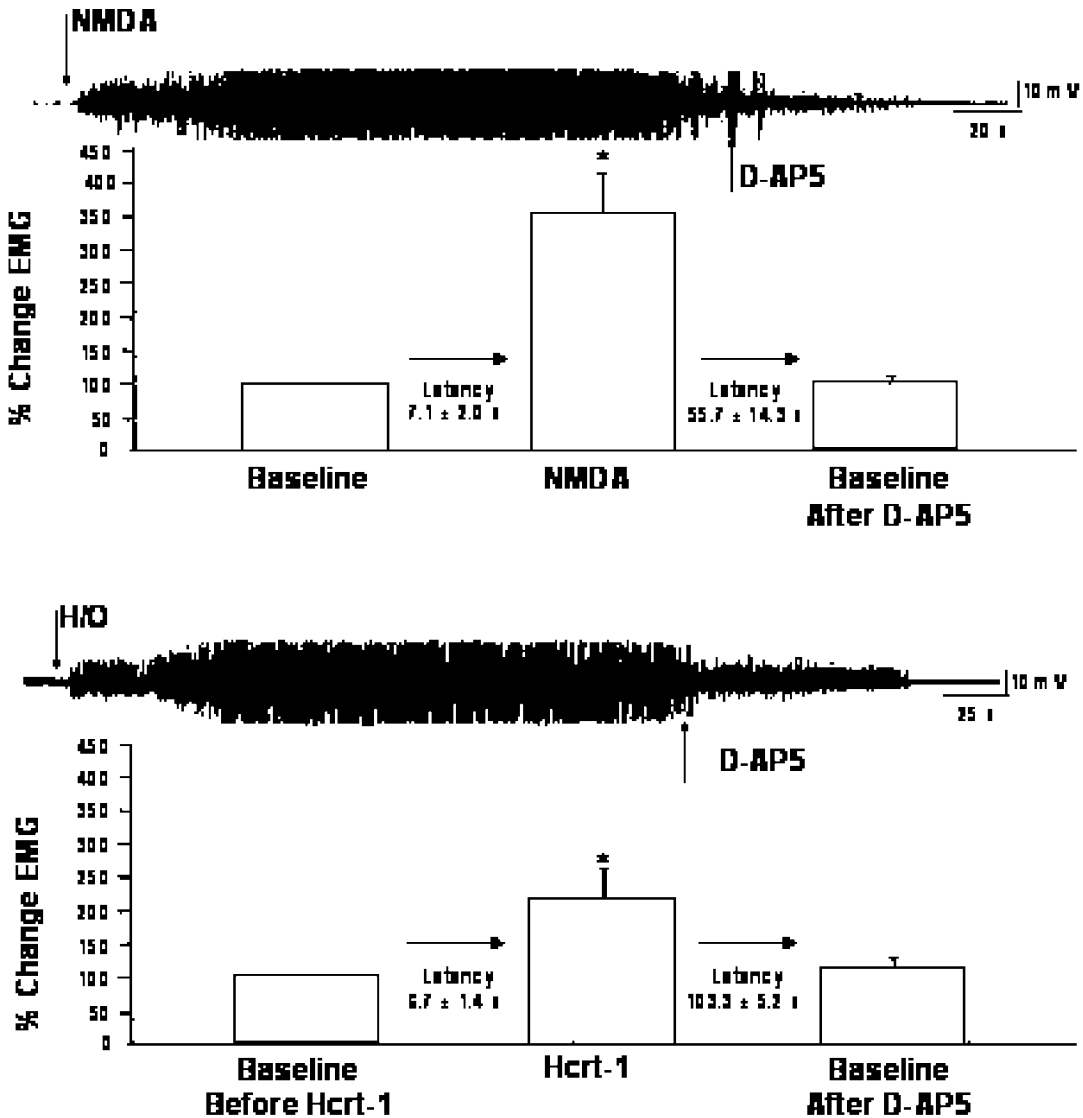 NMDA
10 mV
20 s
D-AP5
% Change EMG
450
400
350
300
250
200
150
100
50
0
*
Latency
7.1 ± 2.0 s
Latency
55.7 ± 14.3 s
Baseline
NMDA
Baseline
After D-AP5
H/O
10 mV
25 s
D-AP5
% Change EMG
450
400
350
300
250
200
150
100
50
0
*
Latency
6.7 ± 1.4 s
Latency
103.3 ± 5.2 s
Baseline
Before Hcrt-1
Hcrt-1
Baseline
After D-AP5